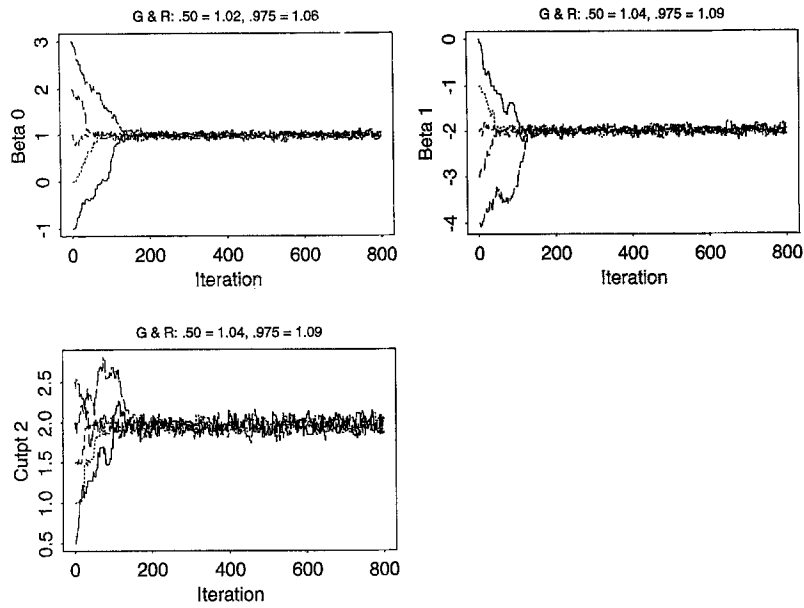 G & R: .50 = 1.02, .975 = 1.06
Beta 0
3
2
1
0
-1
0 200 400 600 800
Iteration
G & R: .50 = 1.04, .975 = 1.09
Beta 1
0
-1
-2
-3
-4
0 200 400 600 800
Iteration
G & R: .50 = 1.04, .975 = 1.09
Cutpt 2
2.5
2.0
1.5
1.0
0.5
0 200 400 600 800
Iteration